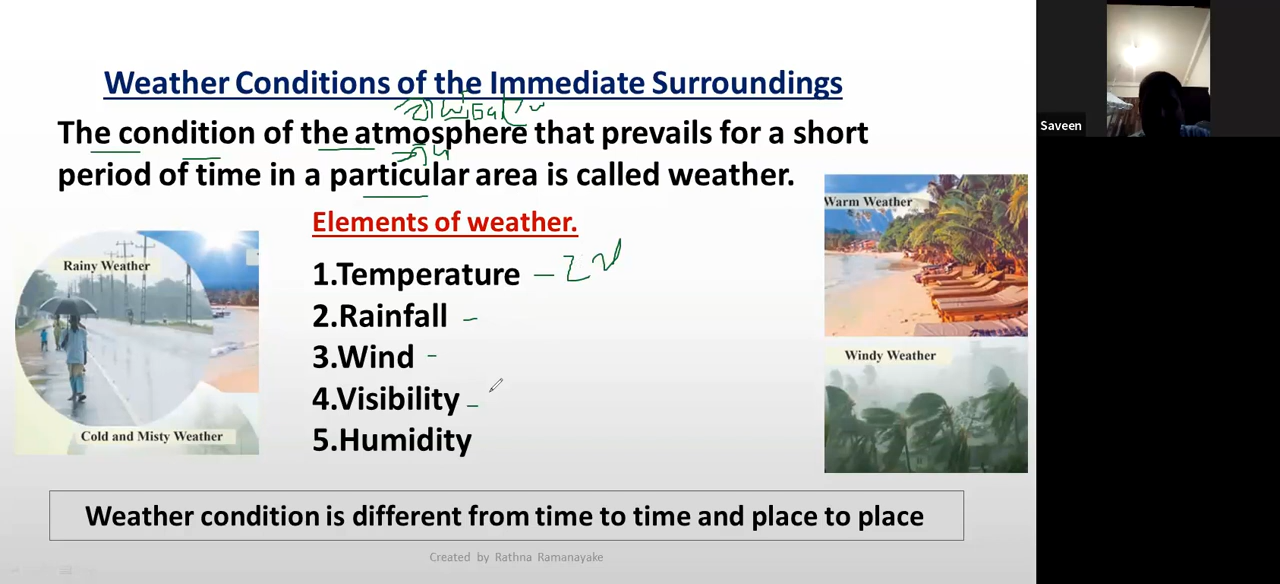 Weather Conditions of the Immediate Surroundings
The condition of the atmosphere that prevails for a short
period of time in a particular area is called weather.
Elements of weather.
1.Temperature –
2.Rainfall –
3.Wind -
4.Visibility –
5.Humidity
Rainy Weather
Cold and Misty Weather
Warm Weather
Windy Weather
Weather condition is different from time to time and place to place
Created by Rathna Ramanayake
Saveen